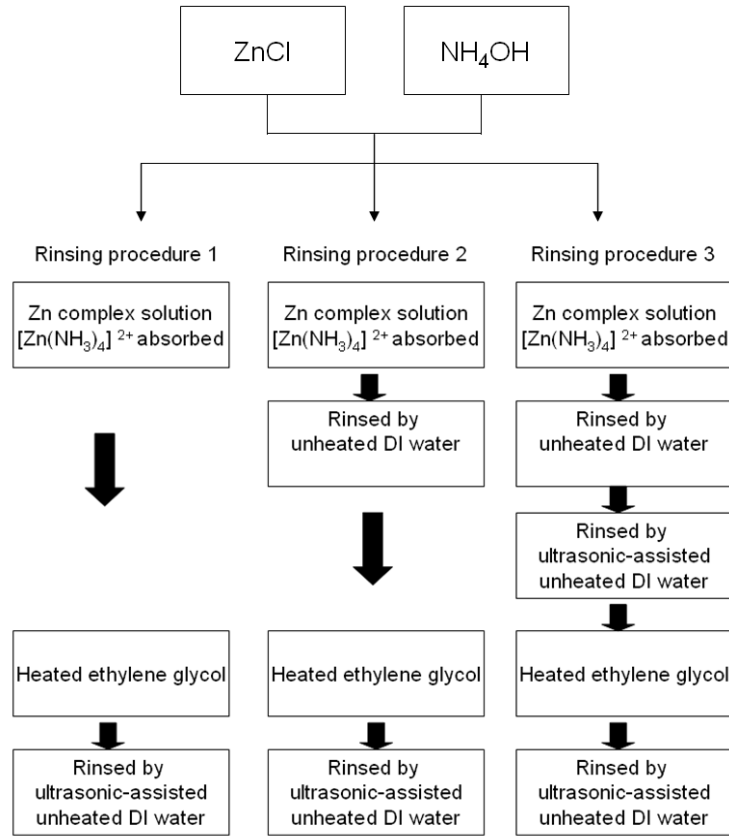 ZnCl
NH₄OH
Rinsing procedure 1
Rinsing procedure 2
Rinsing procedure 3
Zn complex solution
[Zn(NH₃)₄] ²⁺ absorbed
Zn complex solution
[Zn(NH₃)₄] ²⁺ absorbed
Zn complex solution
[Zn(NH₃)₄] ²⁺ absorbed
Rinsed by
unheated DI water
Rinsed by
unheated DI water
Rinsed by
ultrasonic-assisted
unheated DI water
Heated ethylene glycol
Heated ethylene glycol
Heated ethylene glycol
Rinsed by
ultrasonic-assisted
unheated DI water
Rinsed by
ultrasonic-assisted
unheated DI water
Rinsed by
ultrasonic-assisted
unheated DI water